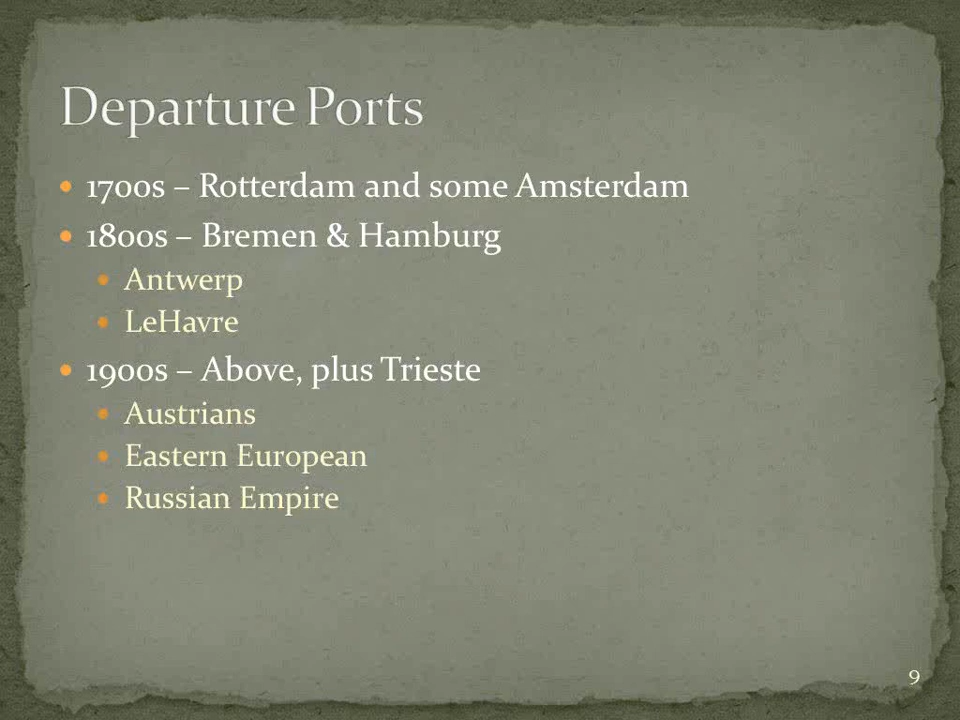 Departure Ports
1700s – Rotterdam and some Amsterdam
1800s – Bremen & Hamburg
Antwerp
LeHavre
1900s – Above, plus Trieste
Austrians
Eastern European
Russian Empire
9